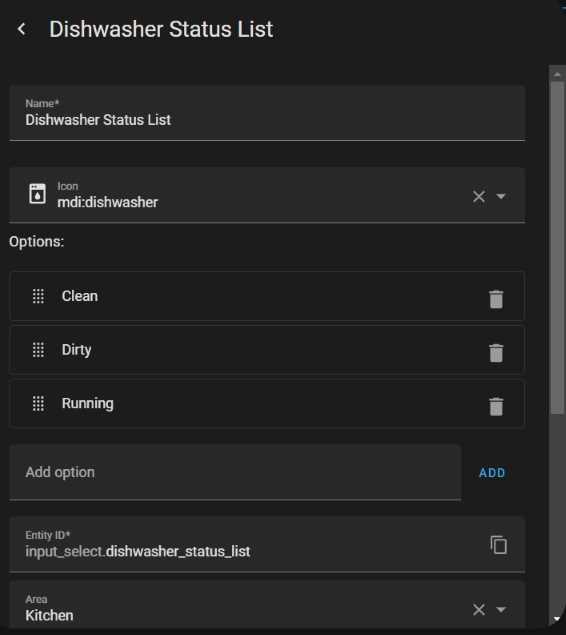 Dishwasher Status List
Name*
Dishwasher Status List
Icon
mdi:dishwasher
Options:
Clean
Dirty
Running
Add option
ADD
Entity ID*
input_select.dishwasher_status_list
Area
Kitchen